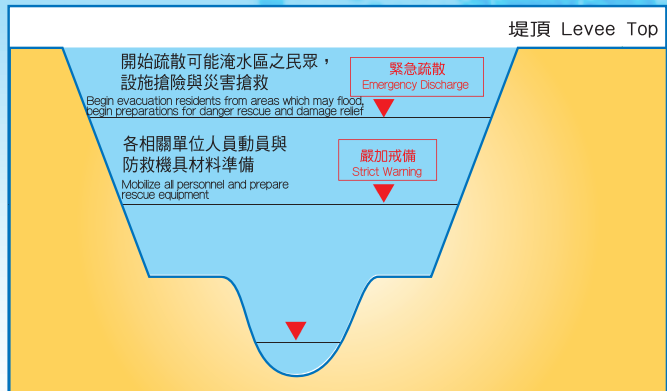 堤頂 Levee Top
開始疏散可能淹水區之民眾，
設施搶險與災害搶救
Begin evacuation residents from areas which may flood,
begin preparations for danger rescue and damage relief
緊急疏散
Emergency Discharge
各相關單位人員動員與
防救機具材料準備
Mobilize all personnel and prepare
rescue equipment
嚴加戒備
Strict Warning